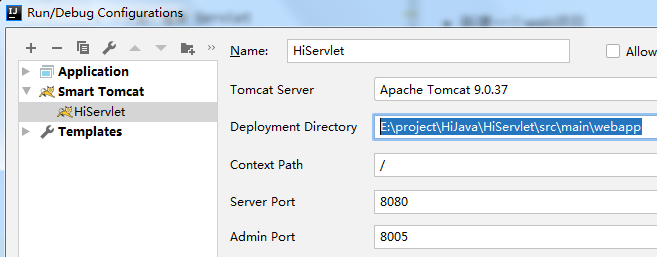 Run/Debug Configurations
Name: HiServlet
Allow
Application
Smart Tomcat
HiServlet
Templates
Tomcat Server Apache Tomcat 9.0.37
Deployment Directory E:\project\HiJava\HiServlet\src\main\webapp
Context Path /
Server Port 8080
Admin Port 8005